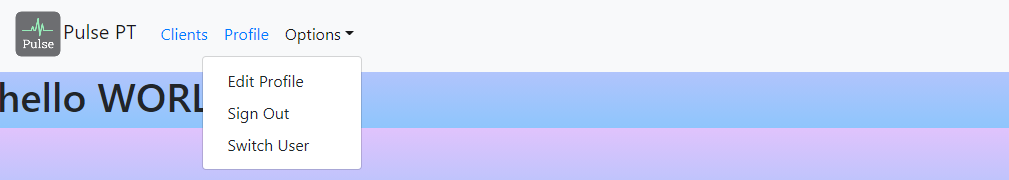 Pulse
Pulse PT Clients Profile Options
Edit Profile
hello WORL
Sign Out
Switch User